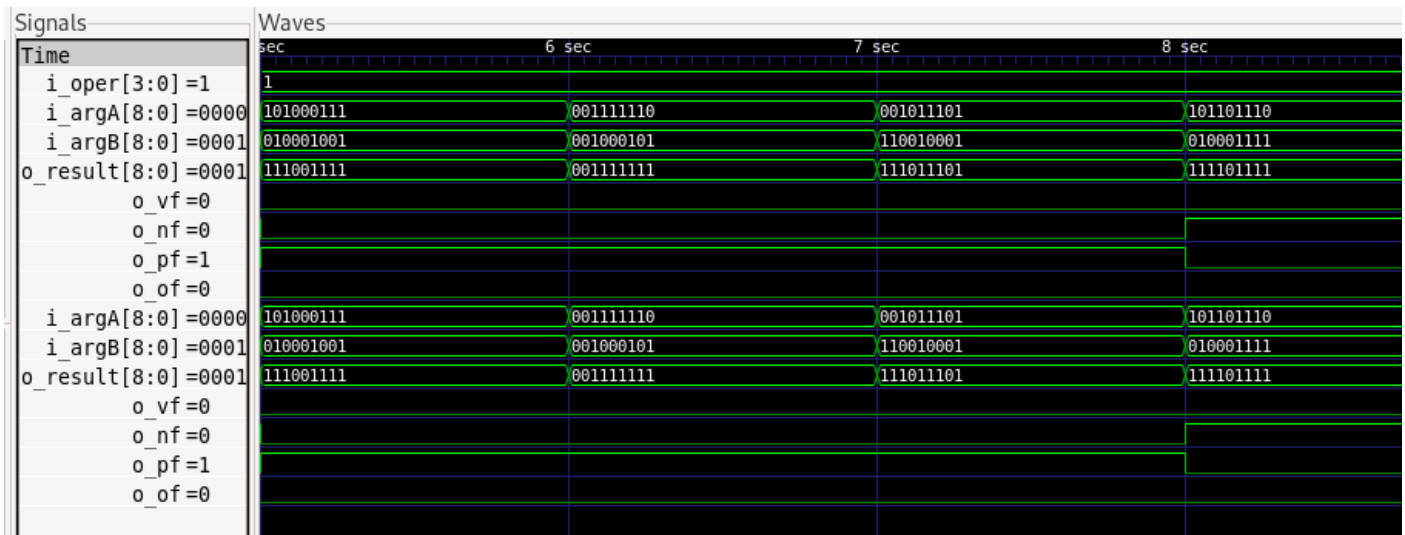 Signals Waves
Time sec 6 sec 7 sec 8 sec
i_oper[3:0]=1 1
i_argA[8:0]=0000 101000111 001111110 001011101 101101110
i_argB[8:0]=0001 010001001 001000101 110010001 010001111
o_result[8:0]=0001 111001111 001111111 111011101 111101111
o_vf=0
o_nf=0
o_pf=1
o_of=0
i_argA[8:0]=0000 101000111 001111110 001011101 101101110
i_argB[8:0]=0001 010001001 001000101 110010001 010001111
o_result[8:0]=0001 111001111 001111111 111011101 111101111
o_vf=0
o_nf=0
o_pf=1
o_of=0